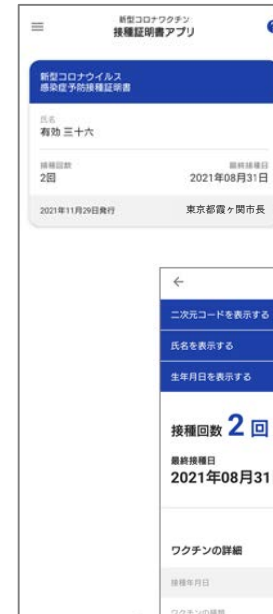 新型コロナワクチン
接種証明書アプリ
新型コロナウイルス
感染症予防接種証明書
氏名
有効 三十六
接種回数
最終接種日
2回
2021年08月31日
2021年11月29日発行
東京都霞ヶ関市長
二次元コードを表示する
氏名を表示する
生年月日を表示する
接種回数 2 回
最終接種日
2021年08月31
ワクチンの詳細
接種年月日
ワクチンの種類